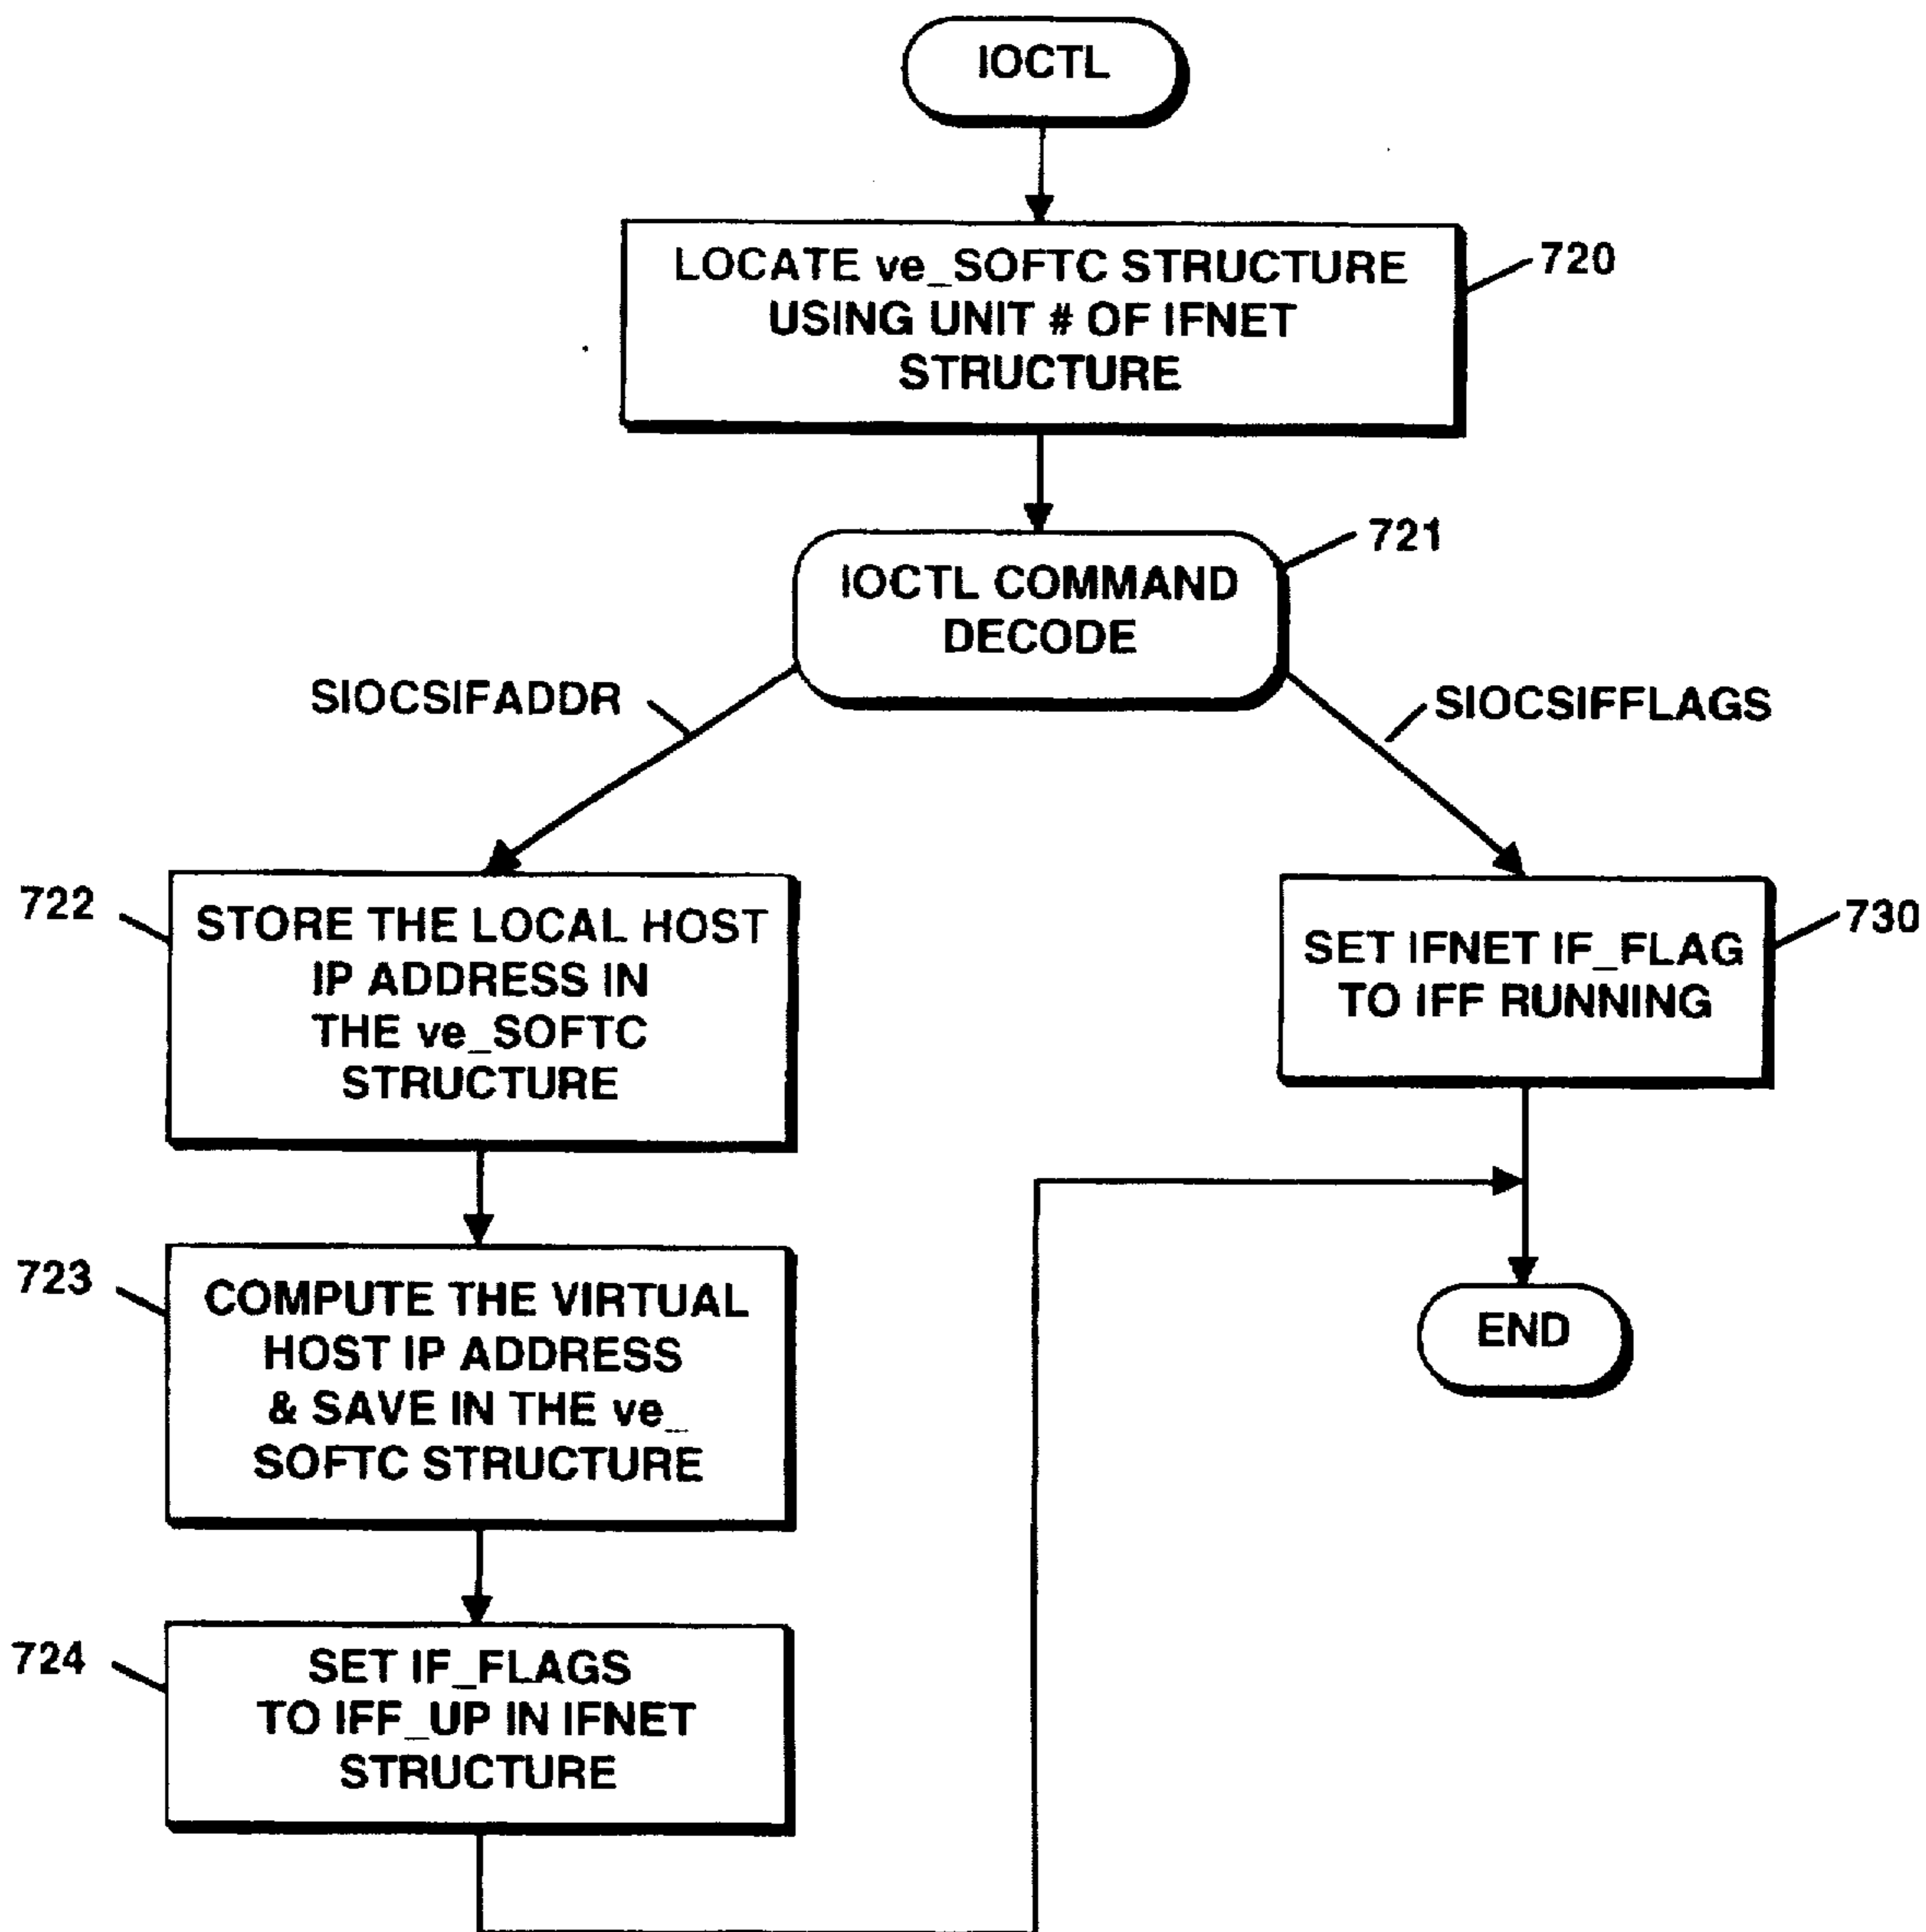 IOCTL
LOCATE ve_SOFTC STRUCTURE
USING UNIT # OF IFNET
STRUCTURE
720
IOCTL COMMAND
DECODE
721
SIOCSIFADDR
SIOCSIFFLAGS
722
STORE THE LOCAL HOST
IP ADDRESS IN
THE ve_SOFTC
STRUCTURE
SET IFNET IF_FLAG
TO IFF RUNNING
730
723
COMPUTE THE VIRTUAL
HOST IP ADDRESS
& SAVE IN THE ve_
SOFTC STRUCTURE
END
724
SET IF_FLAGS
TO IFF_UP IN IFNET
STRUCTURE